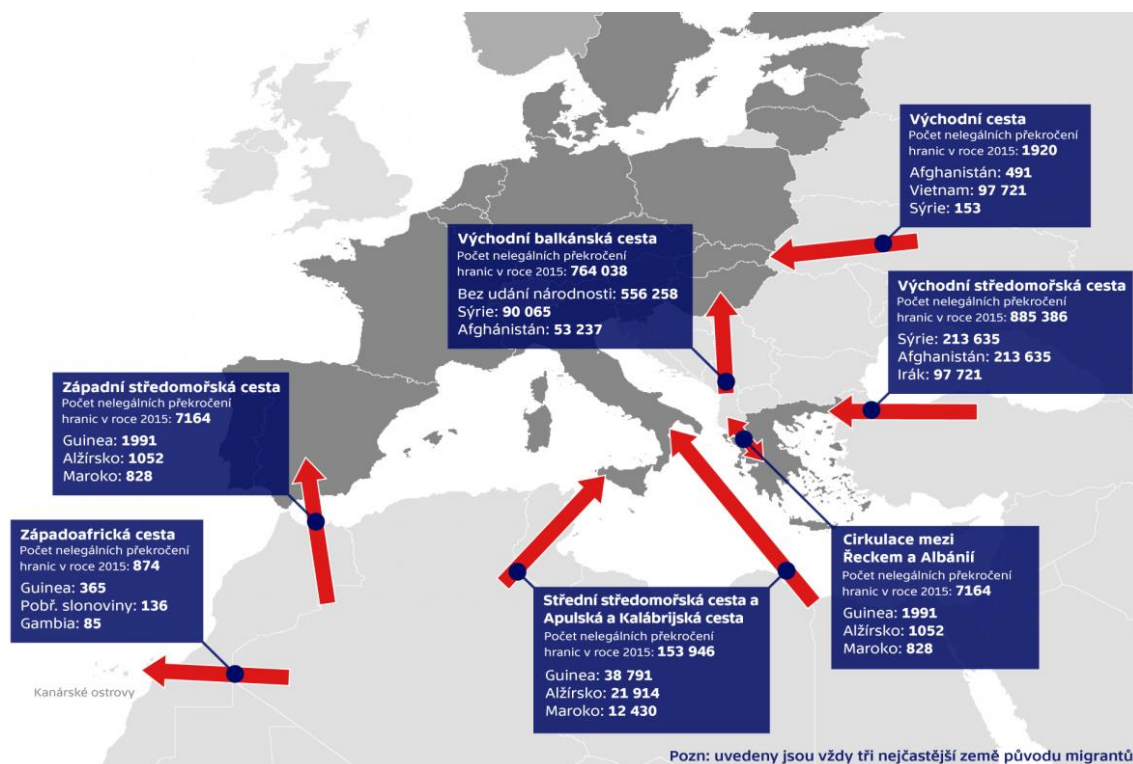 Východní cesta
Počet nelegálních překročení
hranic v roce 2015: 1920
Afghanistán: 491
Vietnam: 97 721
Sýrie: 153
Východní balkánská cesta
Počet nelegálních překročení
hranic v roce 2015: 764 038
Bez udání národnosti: 556 258
Sýrie: 90 065
Afghánistán: 53 237
Východní středomořská cesta
Počet nelegálních překročení
hranic v roce 2015: 885 386
Sýrie: 213 635
Afghanistán: 213 635
Irák: 97 721
Západní středomořská cesta
Počet nelegálních překročení
hranic v roce 2015: 7164
Guinea: 1991
Alžírsko: 1052
Maroko: 828
Západoafrická cesta
Počet nelegálních překročení
hranic v roce 2015: 874
Guinea: 365
Pobř. slonoviny: 136
Gambia: 85
Kanárské ostrovy
Střední středomořská cesta a
Apulská a Kalábrijská cesta
Počet nelegálních překročení
hranic v roce 2015: 153 946
Guinea: 38 791
Alžírsko: 21 914
Maroko: 12 430
Cirkulace mezi
Řeckem a Albánií
Počet nelegálních překročení
hranic v roce 2015: 7164
Guinea: 1991
Alžírsko: 1052
Maroko: 828
Pozn: uvedeny jsou vždy tři nejčastější země původu migrantů